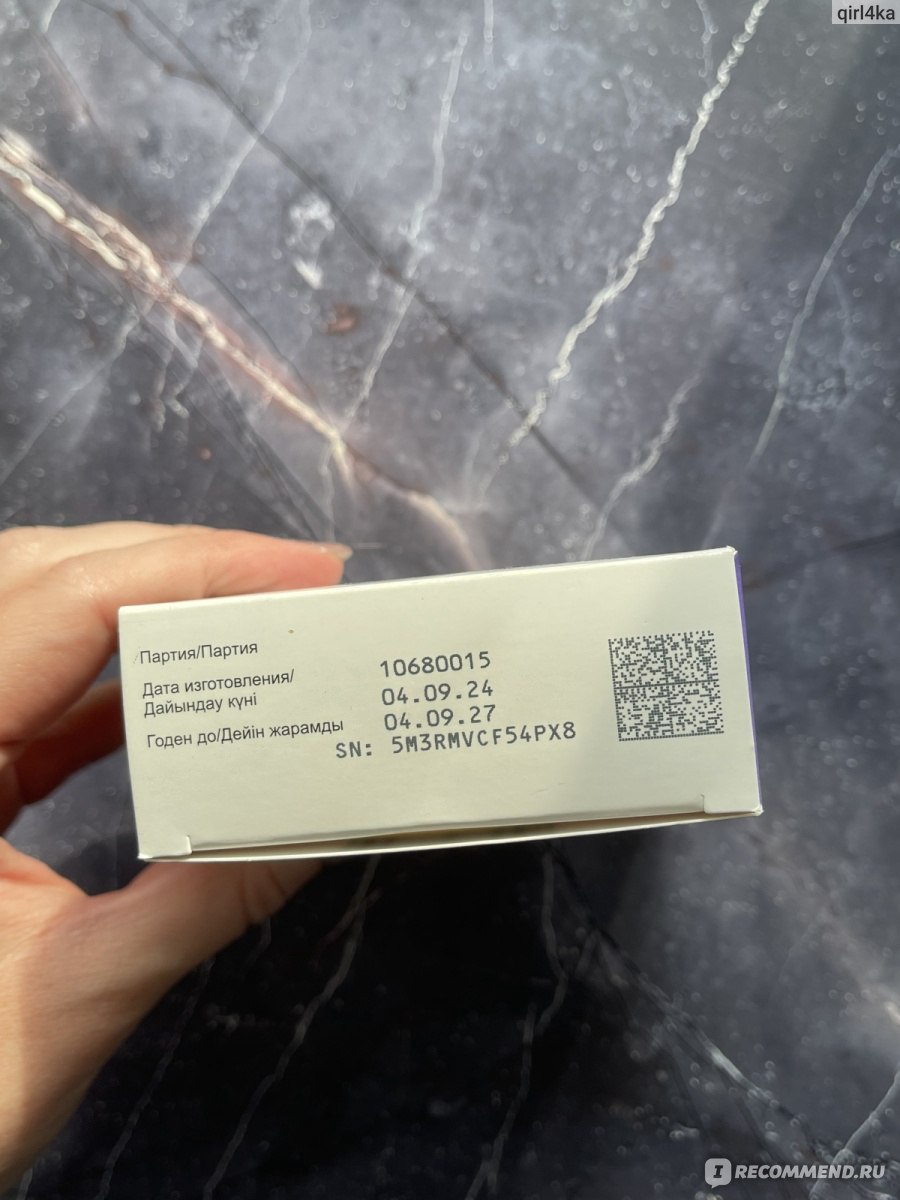 qirl4ka
Партия/Партия 10680015
Дата изготовления/
Дайындау күні 04.09.24
Годен до/Дейін жарамды 04.09.27
SN: 5M3RMVCF54PX8
I RECOMMEND.RU